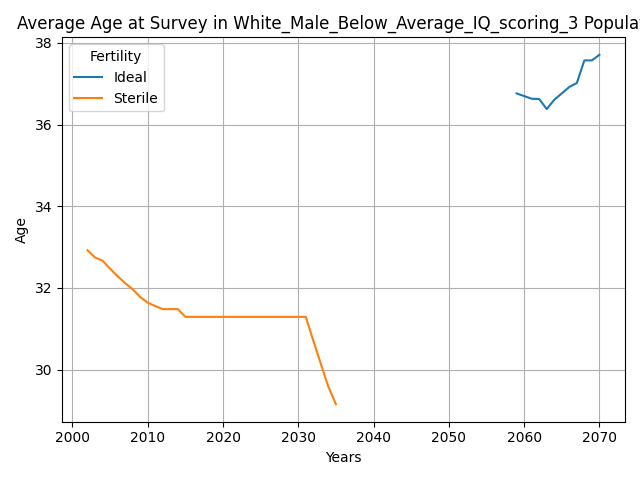 Average Age at Survey in White_Male_Below_Average_IQ_scoring_3 Popula
Fertility
Ideal
Sterile
38
36
34
32
30
Age
2000 2010 2020 2030 2040 2050 2060 2070
Years